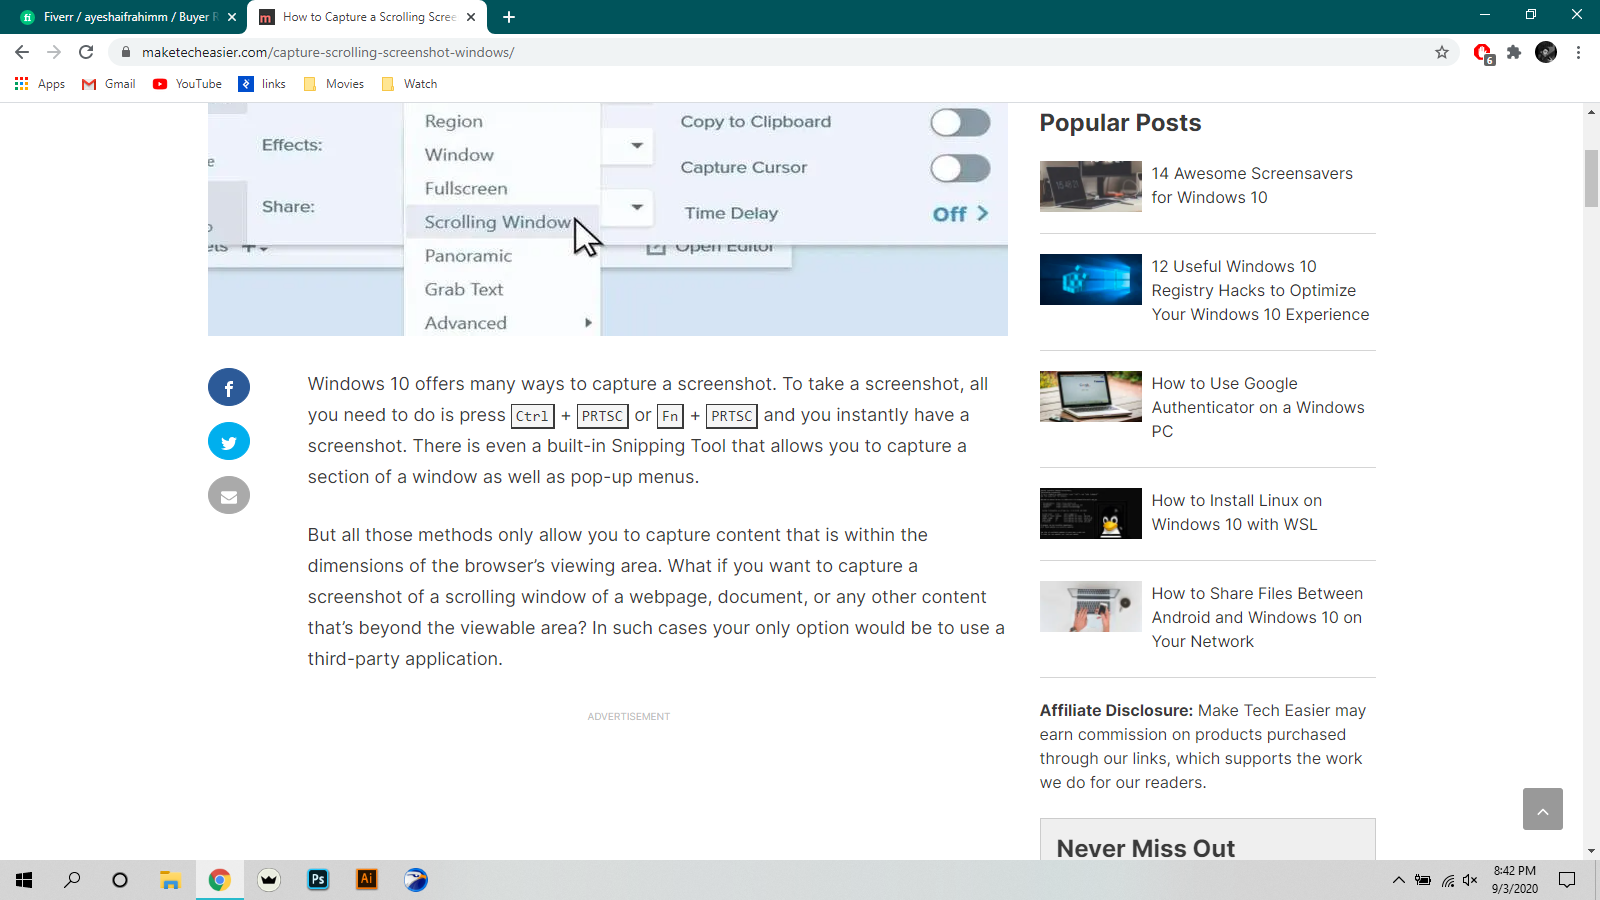 Fiverr / ayeshaifrahimm / Buyer R
How to Capture a Scrolling Scree
maketecheasier.com/capture-scrolling-screenshot-windows/
6
Apps
Gmail
YouTube
links
Movies
Watch
Region
Window
Fullscreen
Scrolling Window
Panoramic
Grab Text
Advanced
Effects:
Share:
Copy to Clipboard
Capture Cursor
Time Delay
Off
Open Editor
Windows 10 offers many ways to capture a screenshot. To take a screenshot, all
you need to do is press Ctrl + PRTSC or Fn + PRTSC and you instantly have a
screenshot. There is even a built-in Snipping Tool that allows you to capture a
section of a window as well as pop-up menus.
But all those methods only allow you to capture content that is within the
dimensions of the browser’s viewing area. What if you want to capture a
screenshot of a scrolling window of a webpage, document, or any other content
that’s beyond the viewable area? In such cases your only option would be to use a
third-party application.
ADVERTISEMENT
Popular Posts
14 Awesome Screensavers
for Windows 10
12 Useful Windows 10
Registry Hacks to Optimize
Your Windows 10 Experience
How to Use Google
Authenticator on a Windows
PC
How to Install Linux on
Windows 10 with WSL
How to Share Files Between
Android and Windows 10 on
Your Network
Affiliate Disclosure: Make Tech Easier may
earn commission on products purchased
through our links, which supports the work
we do for our readers.
Never Miss Out
Ps
Ai
8:42 PM
9/3/2020